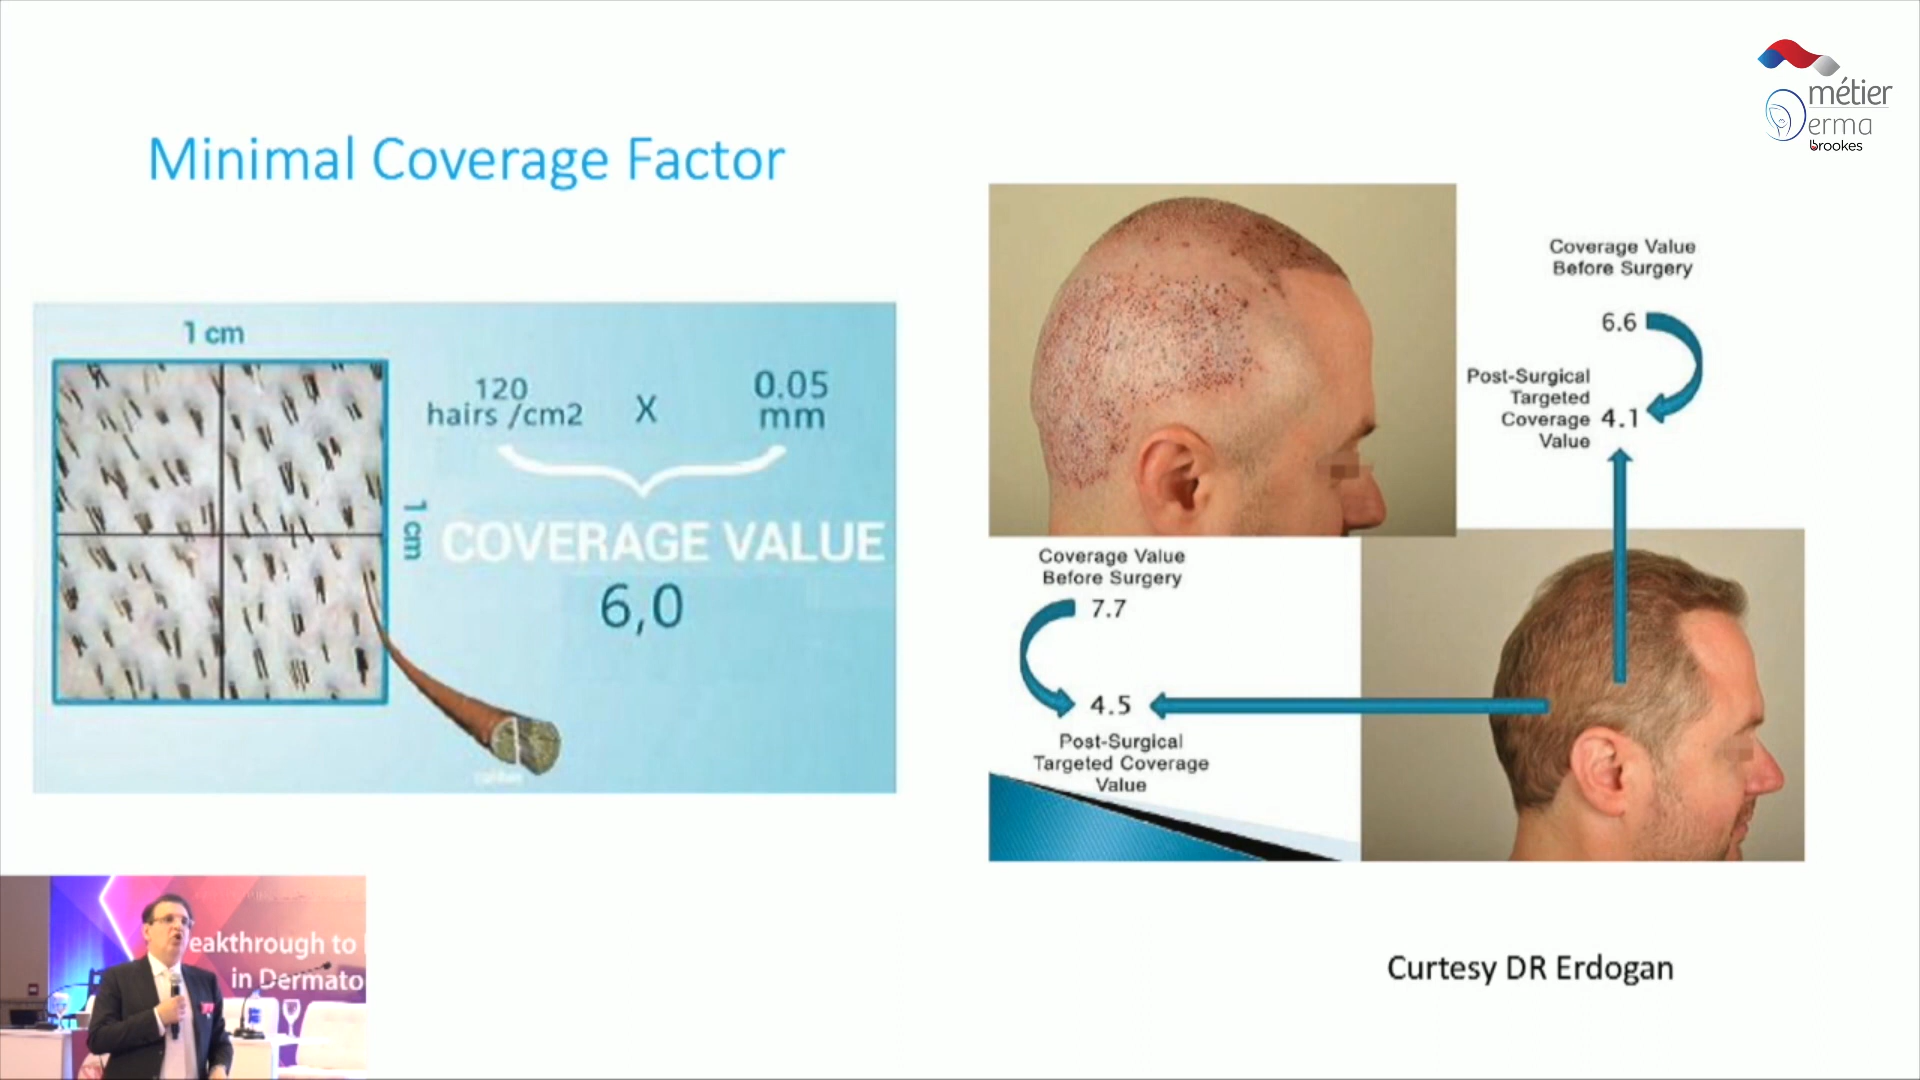 métier
Derma
brookes
Minimal Coverage Factor
1 cm
1 cm
120
hairs /cm2
X
0.05
mm
COVERAGE VALUE
6,0
Coverage Value
Before Surgery
6.6
Post-Surgical
Targeted
Coverage
Value
4.1
Coverage Value
Before Surgery
7.7
4.5
Post-Surgical
Targeted Coverage
Value
Curtesy DR Erdogan
eakthrough to
in Dermato